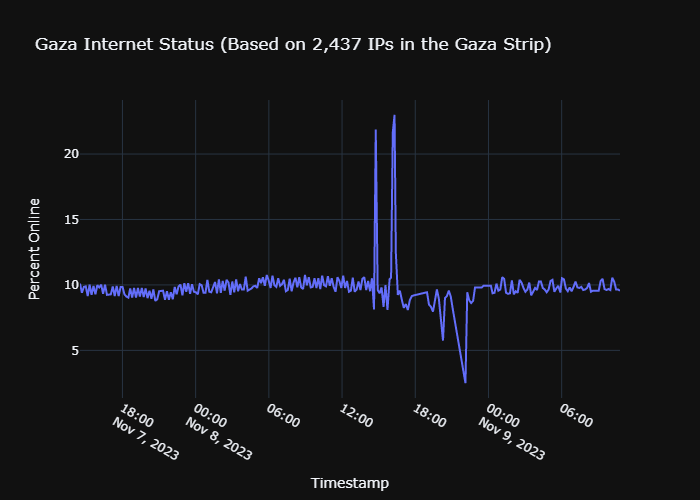 Gaza Internet Status (Based on 2,437 IPs in the Gaza Strip)
Percent Online
20
15
10
5
18:00
Nov 7, 2023
00:00
Nov 8, 2023
06:00
12:00
18:00
00:00
Nov 9, 2023
06:00
Timestamp